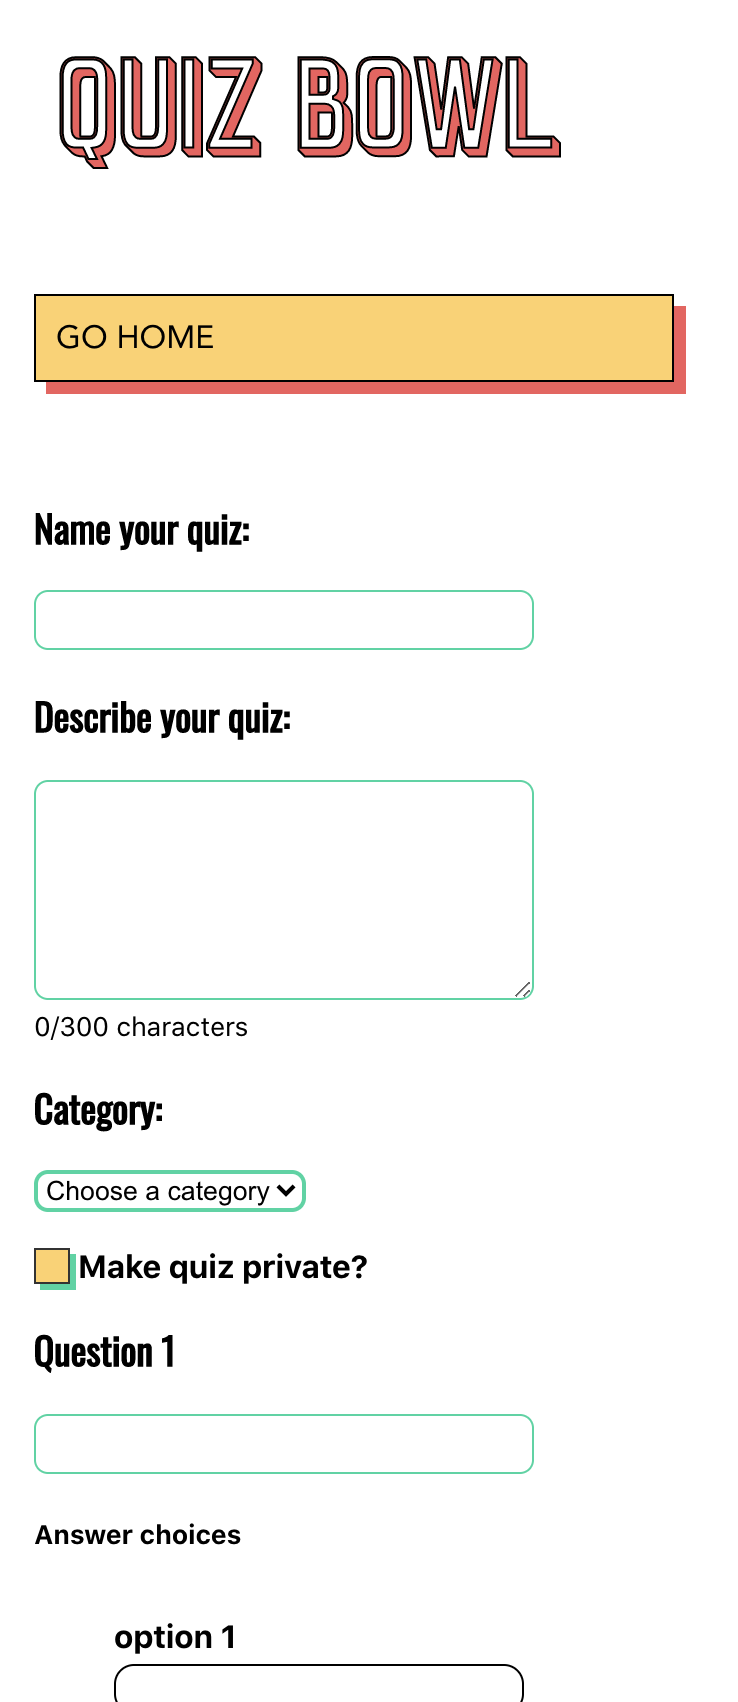 QUIZ BOWL
GO HOME
Name your quiz:
Describe your quiz:
0/300 characters
Category:
Choose a category
Make quiz private?
Question 1
Answer choices
option 1